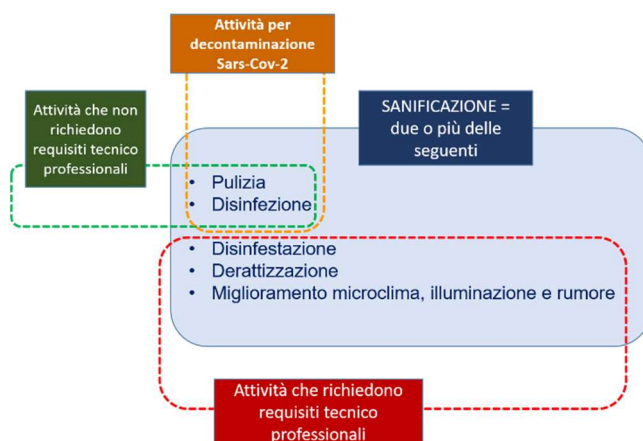 Attività per
decontaminazione
Sars-Cov-2
Attività che non
richiedono
requisiti tecnico
professionali
SANIFICAZIONE =
due o più delle
seguenti
• Pulizia
• Disinfezione
• Disinfestazione
• Derattizzazione
• Miglioramento microclima, illuminazione e rumore
Attività che richiedono
requisiti tecnico
professionali